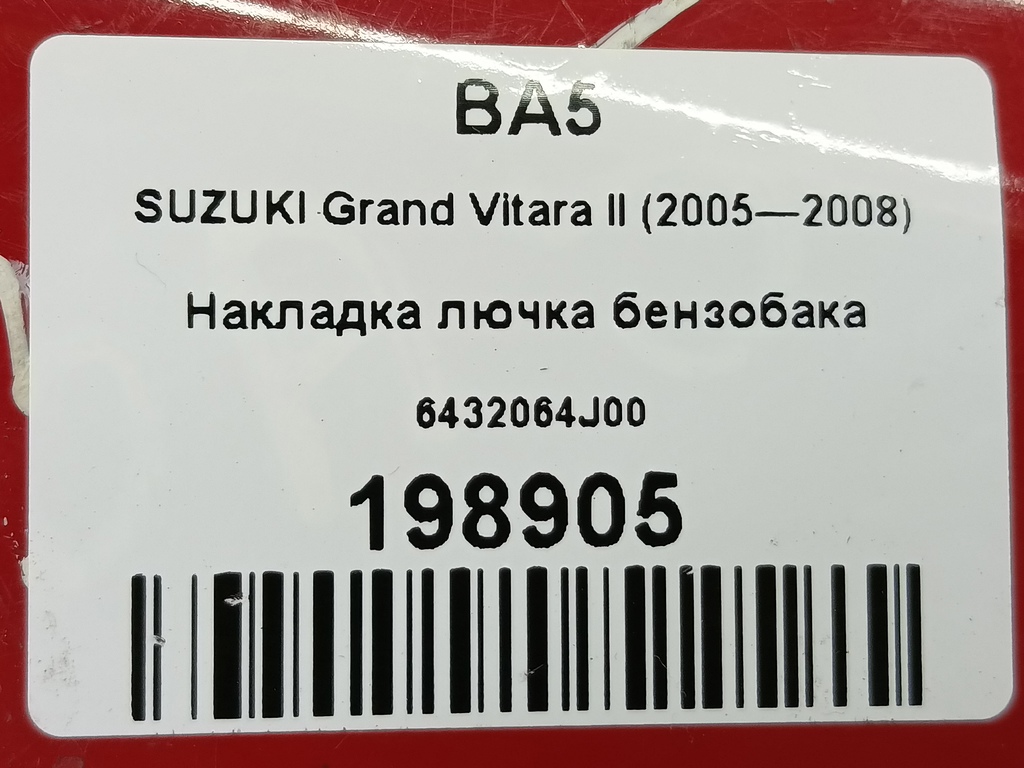 BA5
SUZUKI Grand Vitara II (2005—2008)
Накладка лючка бензобака
6432064J00
198905